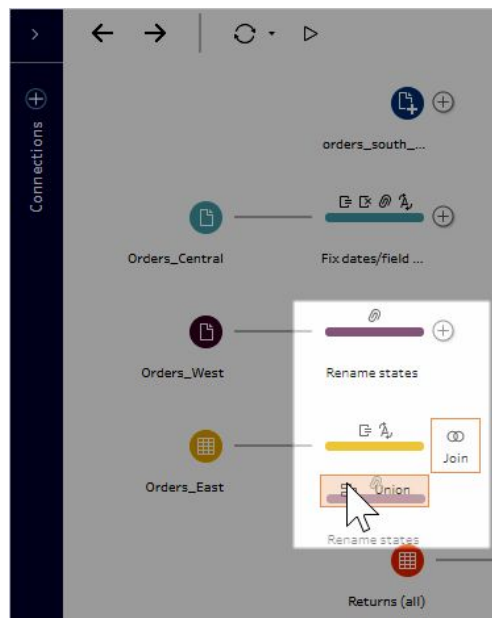 Connections
orders_south_...
Orders_Central
Fix dates/field ...
Orders_West
Rename states
Join
Orders_East
Union
Rename states
Returns (all)